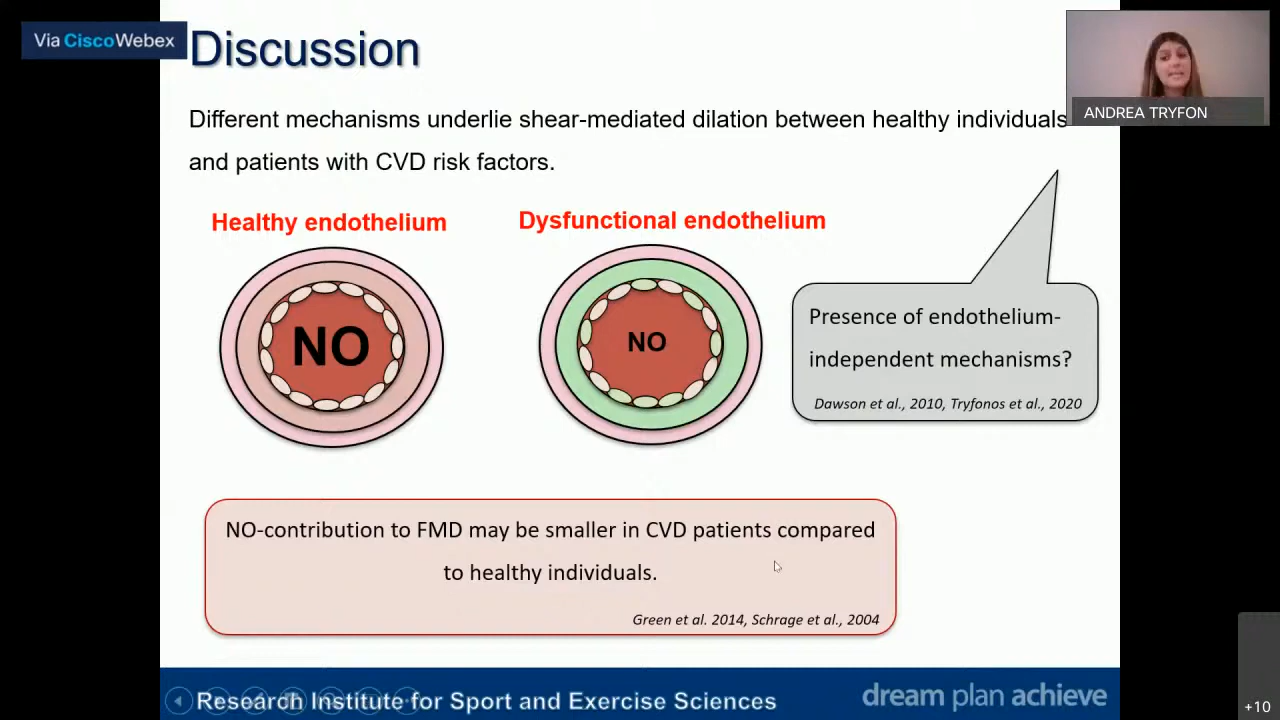 Via Cisco Webex
Discussion
ANDREA TRYFON
Different mechanisms underlie shear-mediated dilation between healthy individuals
and patients with CVD risk factors.
Healthy endothelium
Dysfunctional endothelium
NO
NO
Presence of endothelium-
independent mechanisms?
Dawson et al., 2010, Tryfonos et al., 2020
NO-contribution to FMD may be smaller in CVD patients compared
to healthy individuals.
Green et al. 2014, Schrage et al., 2004
Research Institute for Sport and Exercise Sciences
dream plan achieve
+10